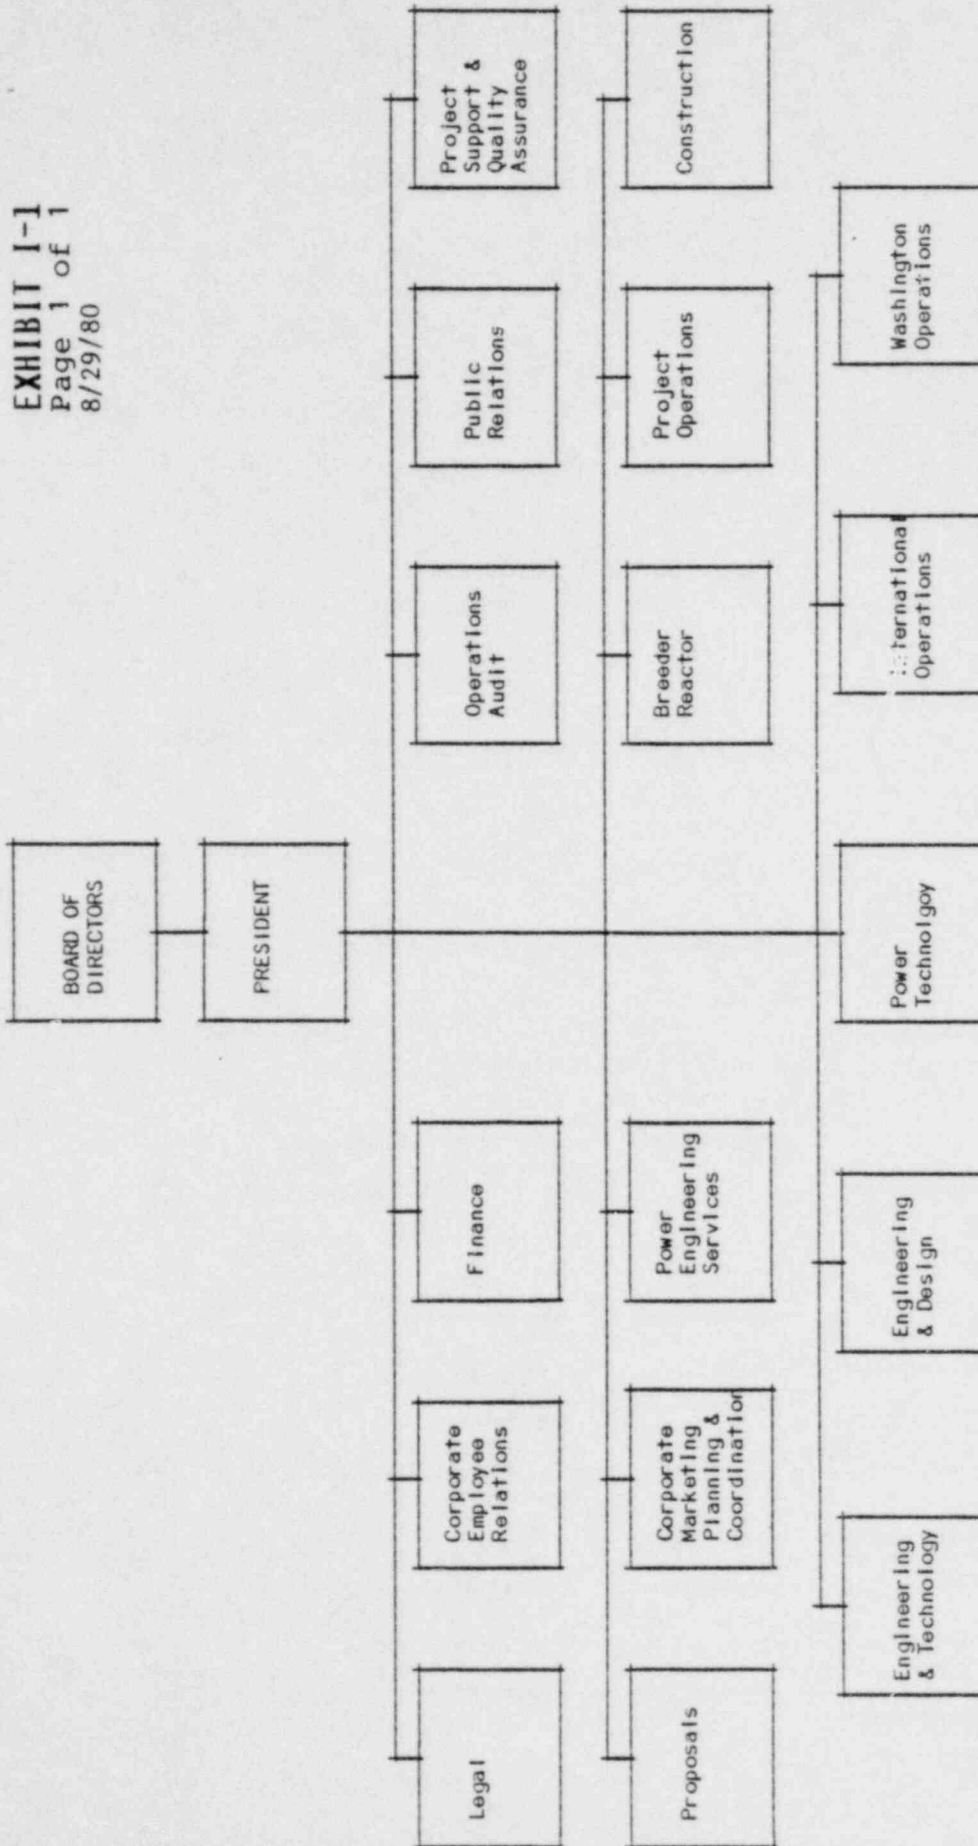 EXHIBIT I-1
Page 1 of 1
8/29/80
BOARD OF
DIRECTORS
PRESIDENT
Legal
Corporate
Employee
Relations
Finance
Operations
Audit
Public
Relations
Project
Support &
Quality
Assurance
Proposals
Corporate
Marketing
Planning &
Coordination
Power
Engineering
Services
Breeder
Reactor
Project
Operations
Construction
Engineering
& Technology
Engineering
& Design
Power
Technolgoy
Operations
Washington
Operations